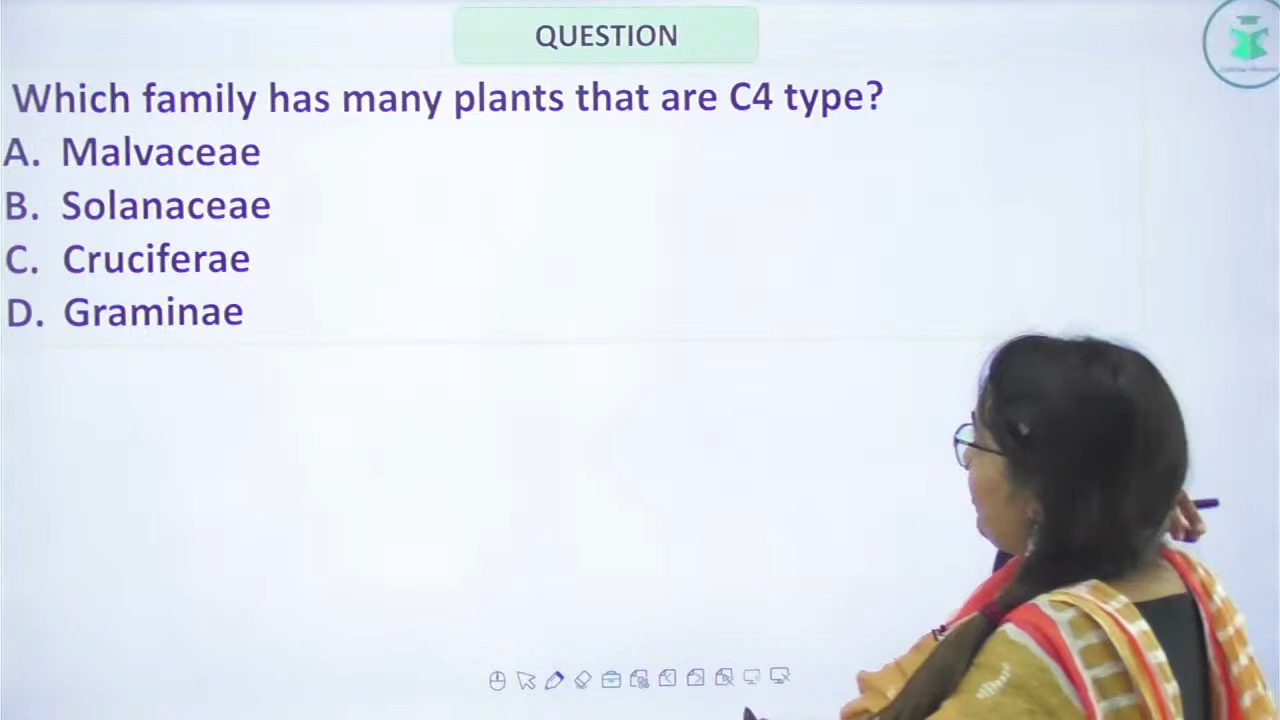 QUESTION
Which family has many plants that are C4 type?
A. Malvaceae
B. Solanaceae
C. Cruciferae
D. Graminae